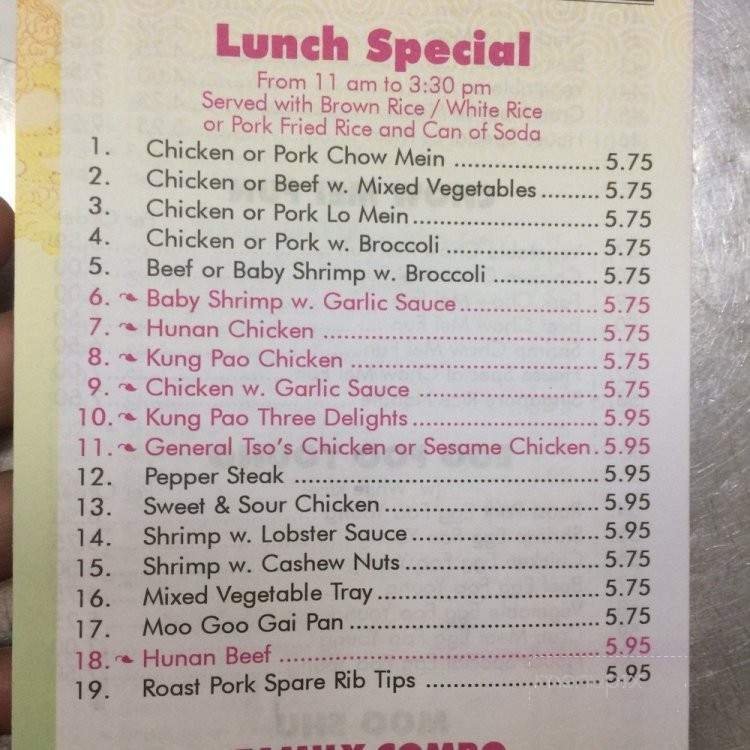 Lunch Special
From 11 am to 3:30 pm
Served with Brown Rice / White Rice
or Pork Fried Rice and Can of Soda
1. Chicken or Pork Chow Mein .................... 5.75
2. Chicken or Beef w. Mixed Vegetables ........ 5.75
3. Chicken or Pork Lo Mein.......................... 5.75
4. Chicken or Pork w. Broccoli ..................... 5.75
5. Beef or Baby Shrimp w. Broccoli .............. 5.75
6. Baby Shrimp w. Garlic Sauce................... 5.75
7. Hunan Chicken ...................................... 5.75
8. Kung Pao Chicken .................................. 5.75
9. Chicken w. Garlic Sauce ......................... 5.75
10. Kung Pao Three Delights......................... 5.95
11. General Tso's Chicken or Sesame Chicken. 5.95
12. Pepper Steak ......................................... 5.95
13. Sweet & Sour Chicken............................. 5.95
14. Shrimp w. Lobster Sauce......................... 5.95
15. Shrimp w. Cashew Nuts.......................... 5.75
16. Mixed Vegetable Tray............................. 5.75
17. Moo Goo Gai Pan ................................. 5.75
18. Hunan Beef ........................................... 5.95
19. Roast Pork Spare Rib Tips ....................... 5.95
FAMILY COMBO